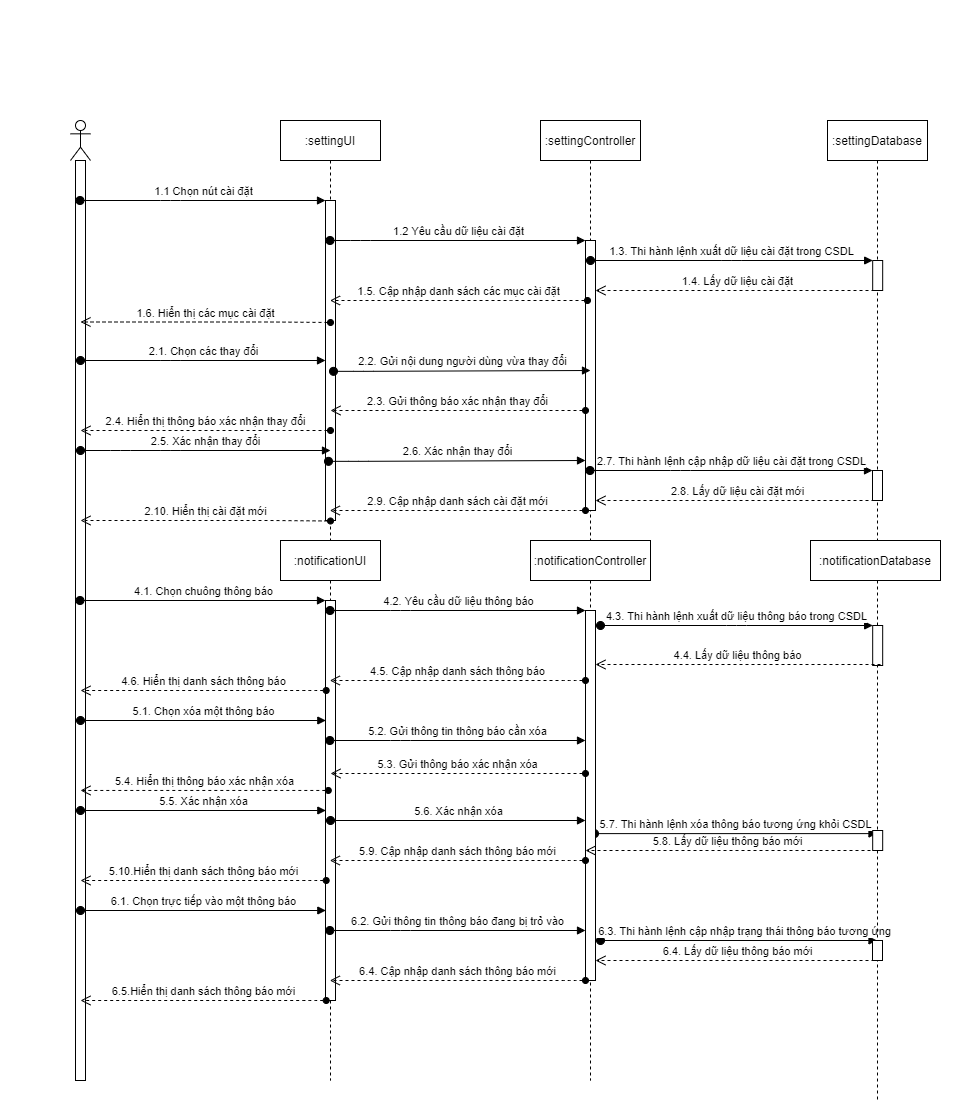 :settingUI
:settingController
:settingDatabase
1.1 Chọn nút cài đặt
1.2 Yêu cầu dữ liệu cài đặt
1.3. Thi hành lệnh xuất dữ liệu cài đặt trong CSDL
1.4. Lấy dữ liệu cài đặt
1.5. Cập nhập danh sách các mục cài đặt
1.6. Hiển thị các mục cài đặt
2.1. Chọn các thay đổi
2.2. Gửi nội dung người dùng vừa thay đổi
2.3. Gửi thông báo xác nhận thay đổi
2.4. Hiển thị thông báo xác nhận thay đổi
2.5. Xác nhận thay đổi
2.6. Xác nhận thay đổi
2.7. Thi hành lệnh cập nhập dữ liệu cài đặt trong CSDL
2.8. Lấy dữ liệu cài đặt mới
2.9. Cập nhập danh sách cài đặt mới
2.10. Hiển thị cài đặt mới
:notificationUI
:notificationController
:notificationDatabase
4.1. Chọn chuông thông báo
4.2. Yêu cầu dữ liệu thông báo
4.3. Thi hành lệnh xuất dữ liệu thông báo trong CSDL
4.4. Lấy dữ liệu thông báo
4.5. Cập nhập danh sách thông báo
4.6. Hiển thị danh sách thông báo
5.1. Chọn xóa một thông báo
5.2. Gửi thông tin thông báo cần xóa
5.3. Gửi thông báo xác nhận xóa
5.4. Hiển thị thông báo xác nhận xóa
5.5. Xác nhận xóa
5.6. Xác nhận xóa
5.7. Thi hành lệnh xóa thông báo tương ứng khỏi CSDL
5.8. Lấy dữ liệu thông báo mới
5.9. Cập nhập danh sách thông báo mới
5.10.Hiển thị danh sách thông báo mới
6.1. Chọn trực tiếp vào một thông báo
6.2. Gửi thông tin thông báo đang bị trỏ vào
6.3. Thi hành lệnh cập nhập trạng thái thông báo tương ứng
6.4. Lấy dữ liệu thông báo mới
6.4. Cập nhập danh sách thông báo mới
6.5.Hiển thị danh sách thông báo mới